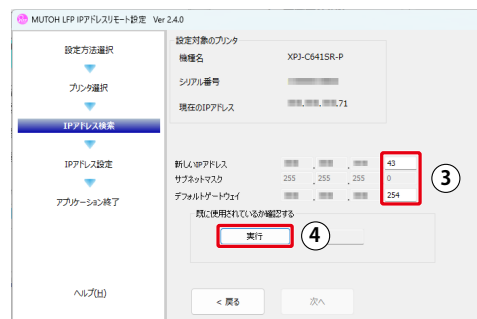 MUTOH LFP IPアドレスリモート設定 Ver 2.4.0
設定方法選択
プリンタ選択
IPアドレス検索
IPアドレス設定
アプリケーション終了
ヘルプ(H)
設定対象のプリンタ
機種名 XPJ-C641SR-P
シリアル番号
現在のIPアドレス . . .71
新しいIPアドレス . . 43
サブネットマスク 255 . 255 . 255 0
デフォルトゲートウェイ . . 254
③
既に使用されているか確認する
実行
④
< 戻る 次へ